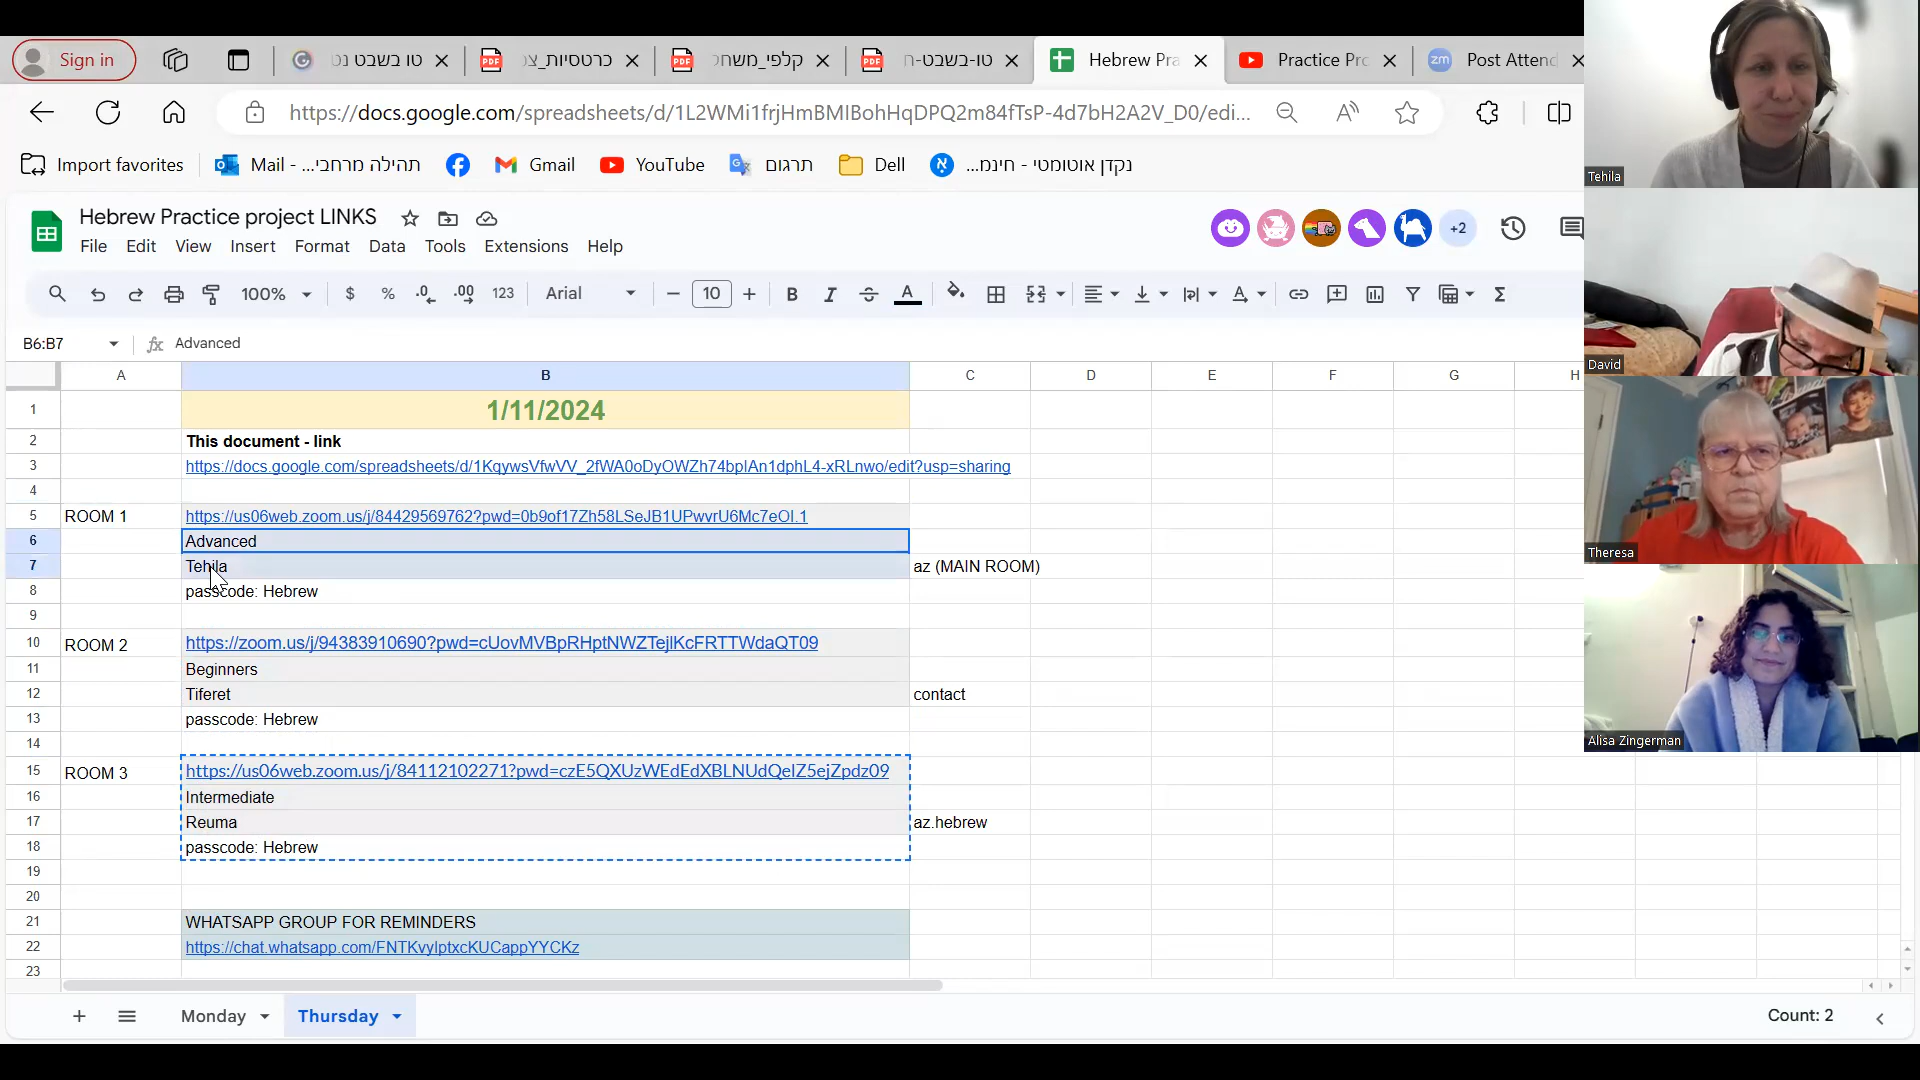 Sign in
טו בשבט נט
כרטסיות_צ
קלפי_משחק
טו-בשבט-ח
Hebrew Pra
Practice Pro
Post Attend
https://docs.google.com/spreadsheets/d/1L2WMi1frjHmBMIBohHqDPQ2m84fTsP-4d7bH2A2V_D0/edi...
Import favorites
Mail - ...תהילה מרחבי
Gmail
YouTube
תרגום
Dell
נקדן אוטומטי - חינמ...
Hebrew Practice project LINKS
File Edit View Insert Format Data Tools Extensions Help
+2
100% $ % .0 .00 123 Arial 10 B I S A
B6:B7 fx Advanced
A B C D E F G H
1 1/11/2024
2 This document - link
3 https://docs.google.com/spreadsheets/d/1KqywsVfwVV_2fWA0oDyOWZh74bpIAn1dphL4-xRLnwo/edit?usp=sharing
4
5 ROOM 1 https://us06web.zoom.us/j/84429569762?pwd=0b9of17Zh58LSeJB1UPwvrU6Mc7eOI.1
6 Advanced
7 Tehila az (MAIN ROOM)
8 passcode: Hebrew
9
10 ROOM 2 https://zoom.us/j/94383910690?pwd=cUovMVBpRHptNWZTejlKcFRTTWdaQT09
11 Beginners
12 Tiferet contact
13 passcode: Hebrew
14
15 ROOM 3 https://us06web.zoom.us/j/84112102271?pwd=czE5QXUzWEdEdXBLNUdQelZ5ejZpdz09
16 Intermediate
17 Reuma az.hebrew
18 passcode: Hebrew
19
20
21 WHATSAPP GROUP FOR REMINDERS
22 https://chat.whatsapp.com/FNTKvylptxcKUCappYYCKz
23
Monday Thursday Count: 2
Tehila
David
Theresa
Alisa Zingerman